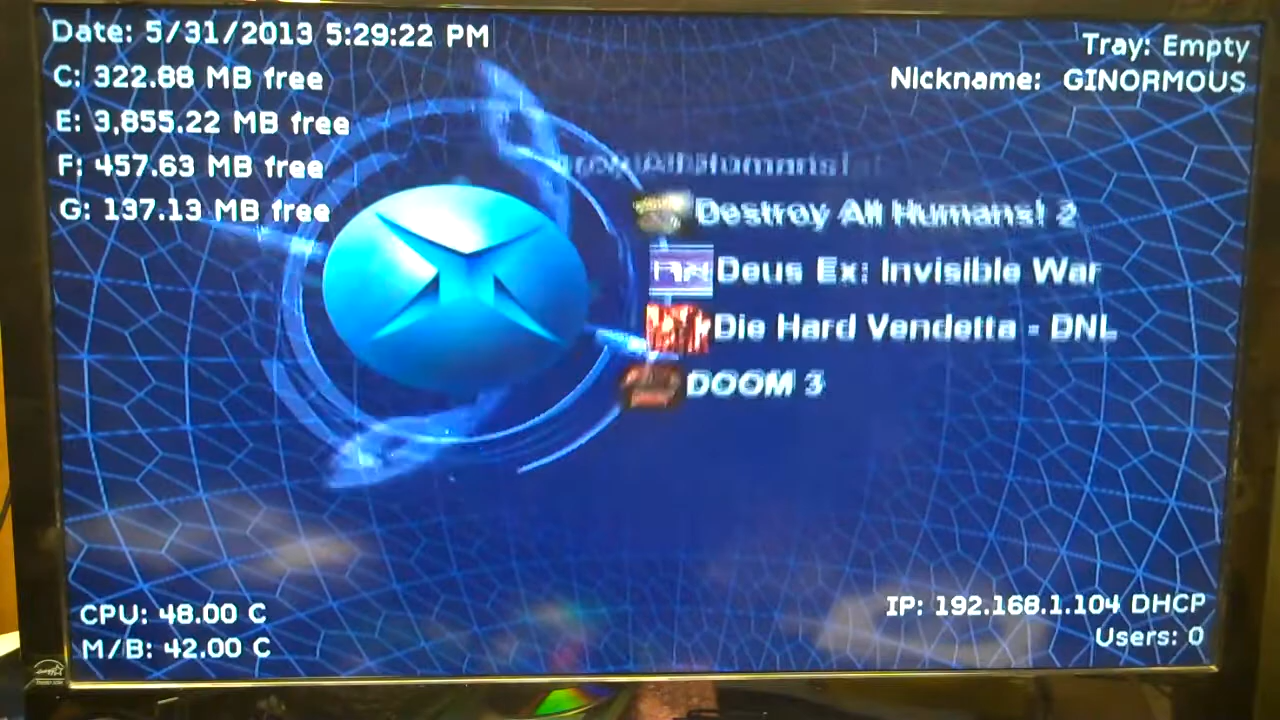 Date: 5/31/2013 5:29:22 PM
Tray: Empty
C: 322.88 MB free
Nickname: GINORMOUS
E: 3,855.22 MB free
F: 457.63 MB free
G: 137.13 MB free
All Humans!
Destroy All Humans! 2
Deus Ex: Invisible War
Die Hard Vendetta - DNL
DOOM 3
CPU: 48.00 C
M/B: 42.00 C
IP: 192.168.1.104 DHCP
Users: 0